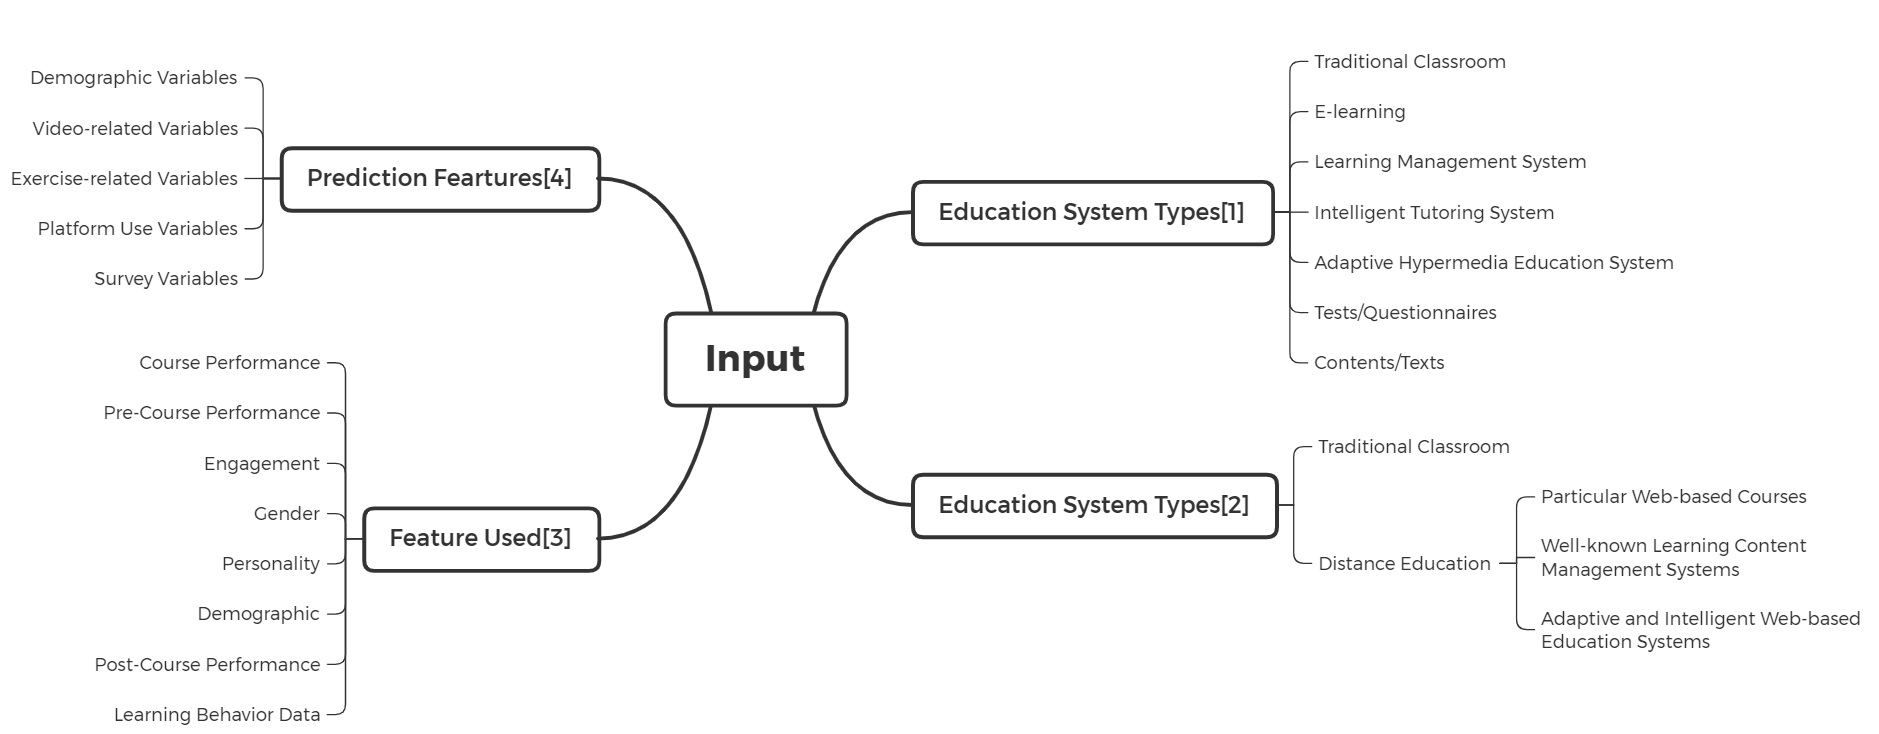 Input
Prediction Feartures[4]
Demographic Variables
Video-related Variables
Exercise-related Variables
Platform Use Variables
Survey Variables
Feature Used[3]
Course Performance
Pre-Course Performance
Engagement
Gender
Personality
Demographic
Post-Course Performance
Learning Behavior Data
Education System Types[1]
Traditional Classroom
E-learning
Learning Management System
Intelligent Tutoring System
Adaptive Hypermedia Education System
Tests/Questionnaires
Contents/Texts
Education System Types[2]
Traditional Classroom
Distance Education
Particular Web-based Courses
Well-known Learning Content
Management Systems
Adaptive and Intelligent Web-based
Education Systems